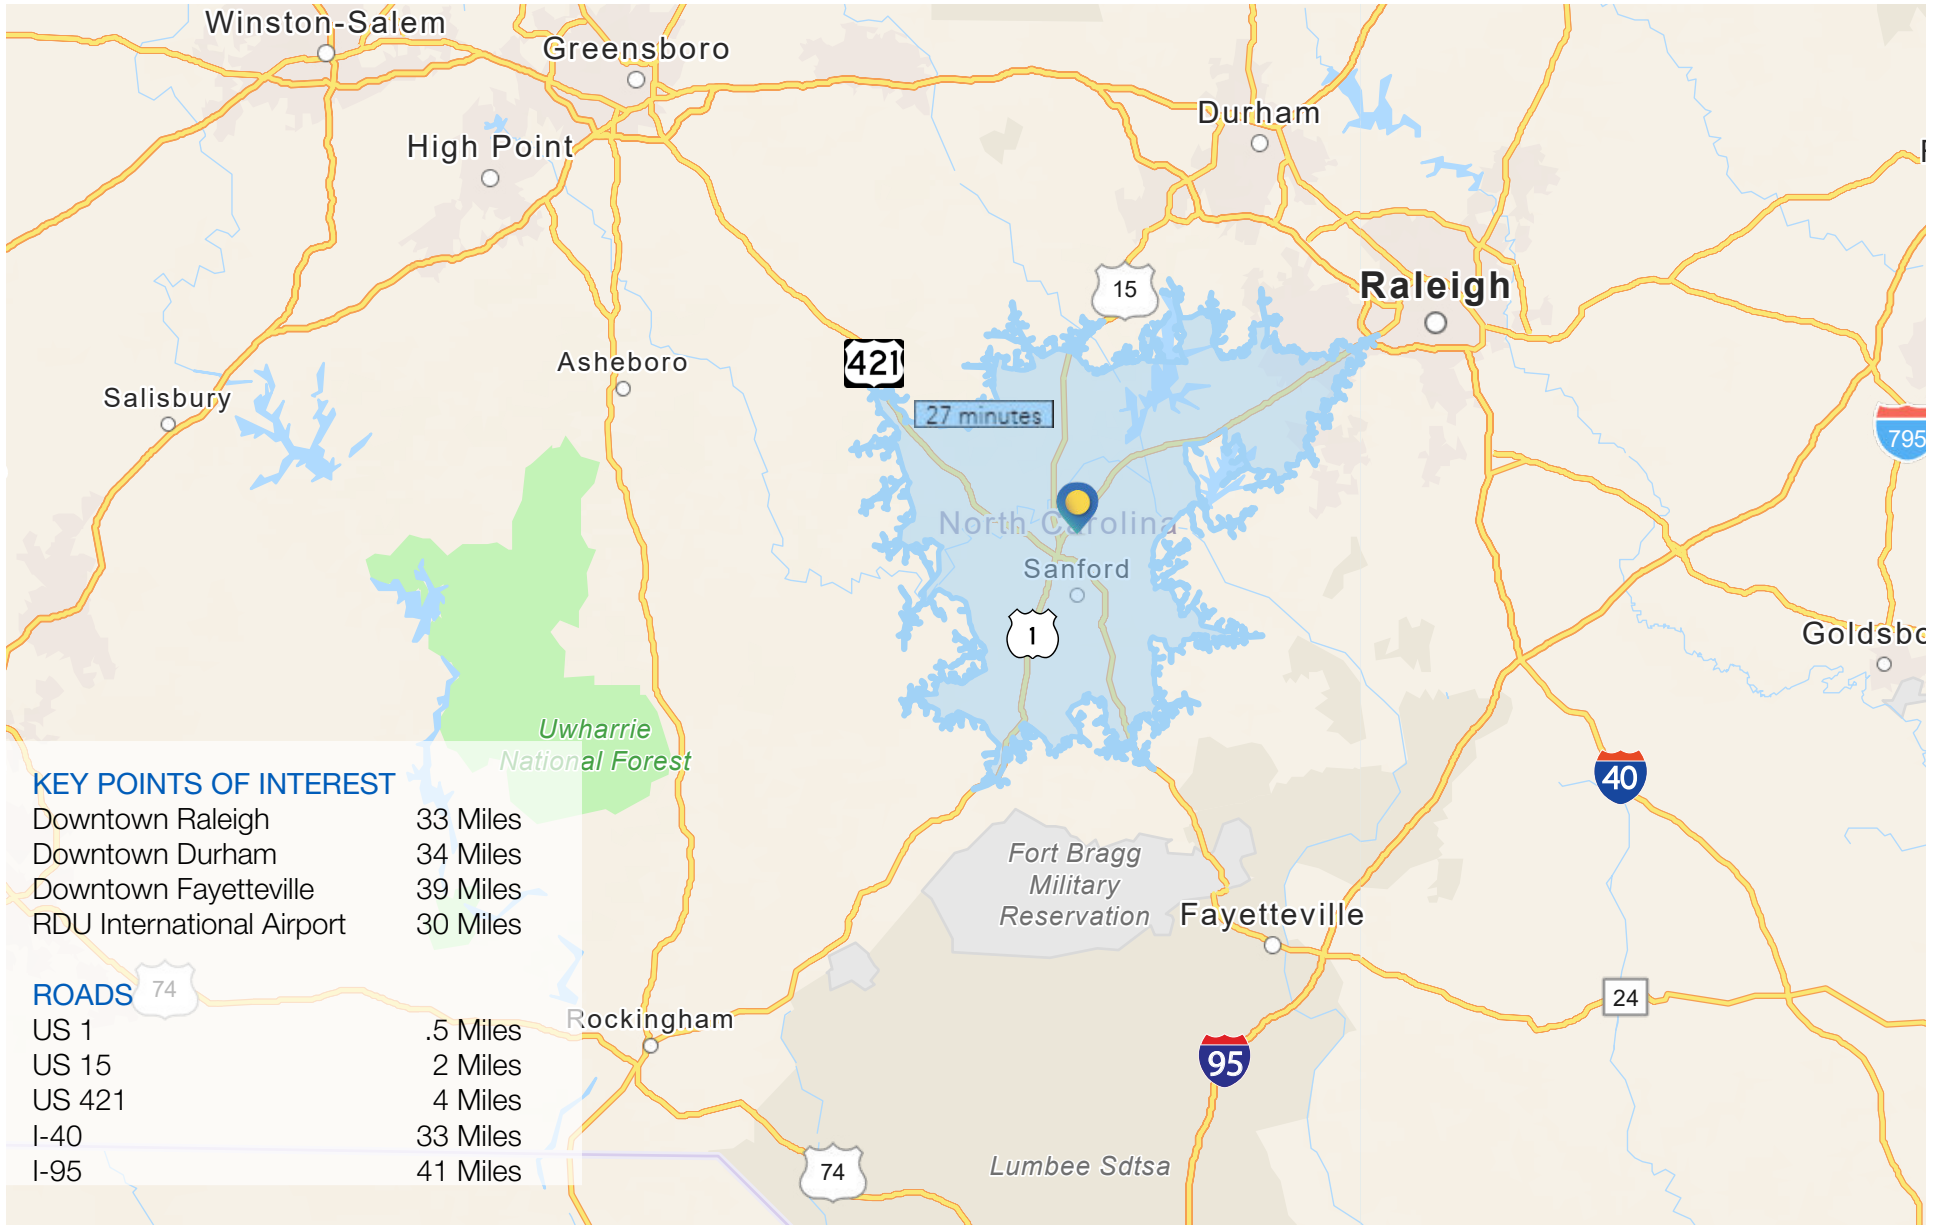 Winston-Salem
Greensboro
Durham
High Point
Raleigh
15
421
Asheboro
Salisbury
27 minutes
795
North Carolina
Sanford
1
Goldsbo
Uwharrie
National Forest
40
KEY POINTS OF INTEREST
Downtown Raleigh 33 Miles
Downtown Durham 34 Miles
Downtown Fayetteville 39 Miles
RDU International Airport 30 Miles
Fort Bragg
Military
Reservation
Fayetteville
ROADS
74
24
US 1 .5 Miles
US 15 2 Miles
US 421 4 Miles
I-40 33 Miles
I-95 41 Miles
Rockingham
95
74
Lumbee Sdtsa